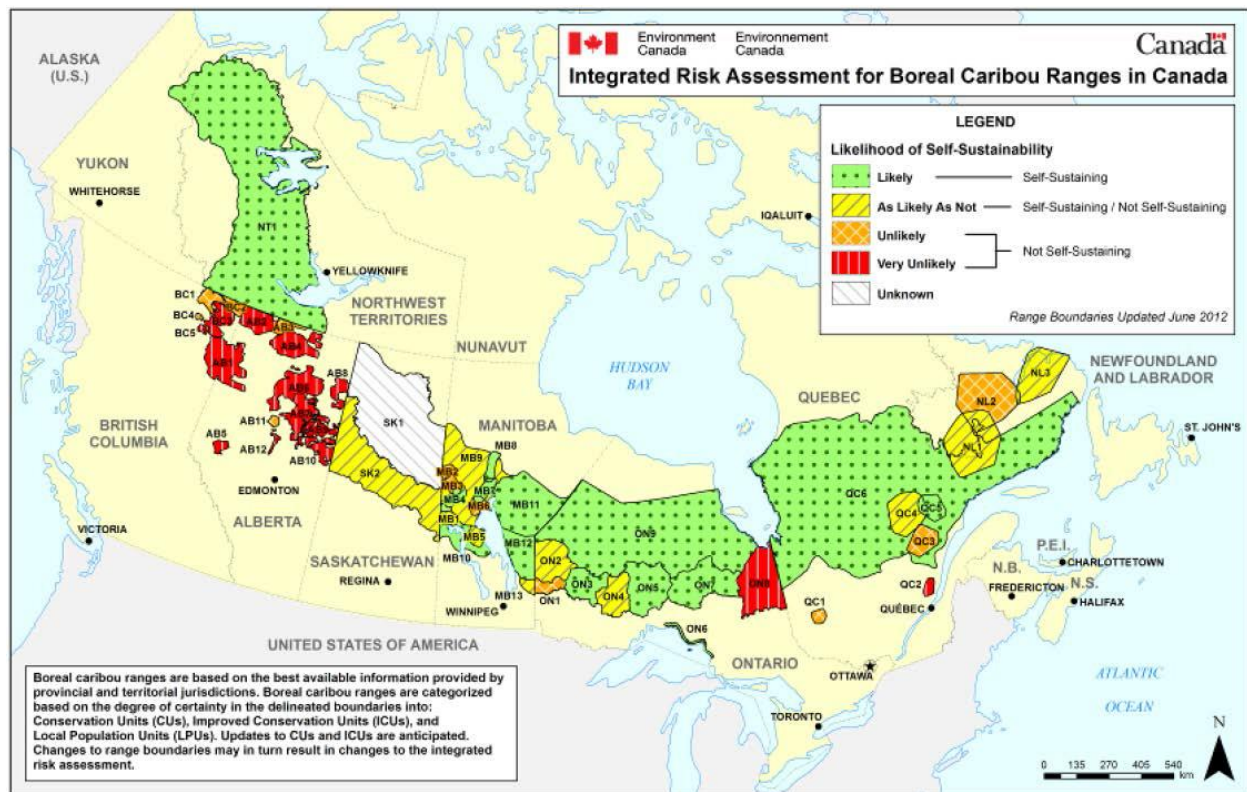 Environment Canada
Environnement Canada
Canada
Integrated Risk Assessment for Boreal Caribou Ranges in Canada
LEGEND
Likelihood of Self-Sustainability
Likely
Self-Sustaining
As Likely As Not
Self-Sustaining / Not Self-Sustaining
Unlikely
Very Unlikely
Not Self-Sustaining
Unknown
Range Boundaries Updated June 2012
ALASKA
(U.S.)
YUKON
WHITEHORSE
IQALUIT
NT1
YELLOWKNIFE
NORTHWEST
TERRITORIES
NUNAVUT
BC1
BC2
BC4
BC3
AB2
AB3
BC5
AB4
AB1
AB6
AB8
BRITISH
COLUMBIA
AB11
AB5
AB12
AB10
EDMONTON
ALBERTA
VICTORIA
SK1
SK2
SASKATCHEWAN
REGINA
MANITOBA
MB8
MB9
MB2
MB3
MB7
MB4
MB6
MB1
MB5
MB10
MB11
MB12
MB13
WINNIPEG
HUDSON
BAY
ON9
ON2
ON1
ON3
ON4
ON5
ON7
ON8
ON6
ONTARIO
OTTAWA
TORONTO
QUEBEC
NEWFOUNDLAND
AND LABRADOR
NL3
NL2
NL1
ST. JOHN'S
QC6
QC4
QC5
QC3
QC2
QC1
QUÉBEC
P.E.I.
CHARLOTTETOWN
N.B.
FREDERICTON
N.S.
HALIFAX
UNITED STATES OF AMERICA
ATLANTIC
OCEAN
Boreal caribou ranges are based on the best available information provided by
provincial and territorial jurisdictions. Boreal caribou ranges are categorized
based on the degree of certainty in the delineated boundaries into:
Conservation Units (CUs), Improved Conservation Units (ICUs), and
Local Population Units (LPUs). Updates to CUs and ICUs are anticipated.
Changes to range boundaries may in turn result in changes to the integrated
risk assessment.
N
0 135 270 405 540
km